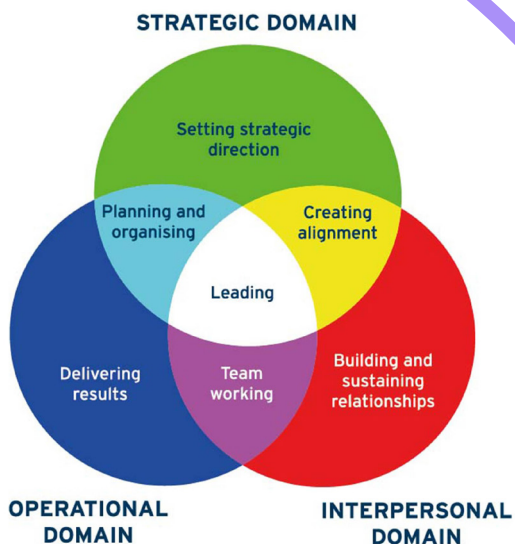 STRATEGIC DOMAIN
Setting strategic
direction
Planning and
organising
Creating
alignment
Leading
Delivering
results
Team
working
Building and
sustaining
relationships
OPERATIONAL
DOMAIN
INTERPERSONAL
DOMAIN